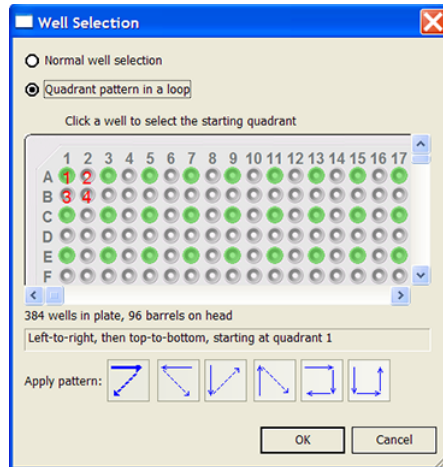 Well Selection
Normal well selection
Quadrant pattern in a loop
Click a well to select the starting quadrant
1 2 3 4 5 6 7 8 9 10 11 12 13 14 15 16 17
A 1 2
B 3 4
C
D
E
F
384 wells in plate, 96 barrels on head
Left-to-right, then top-to-bottom, starting at quadrant 1
Apply pattern:
OK Cancel